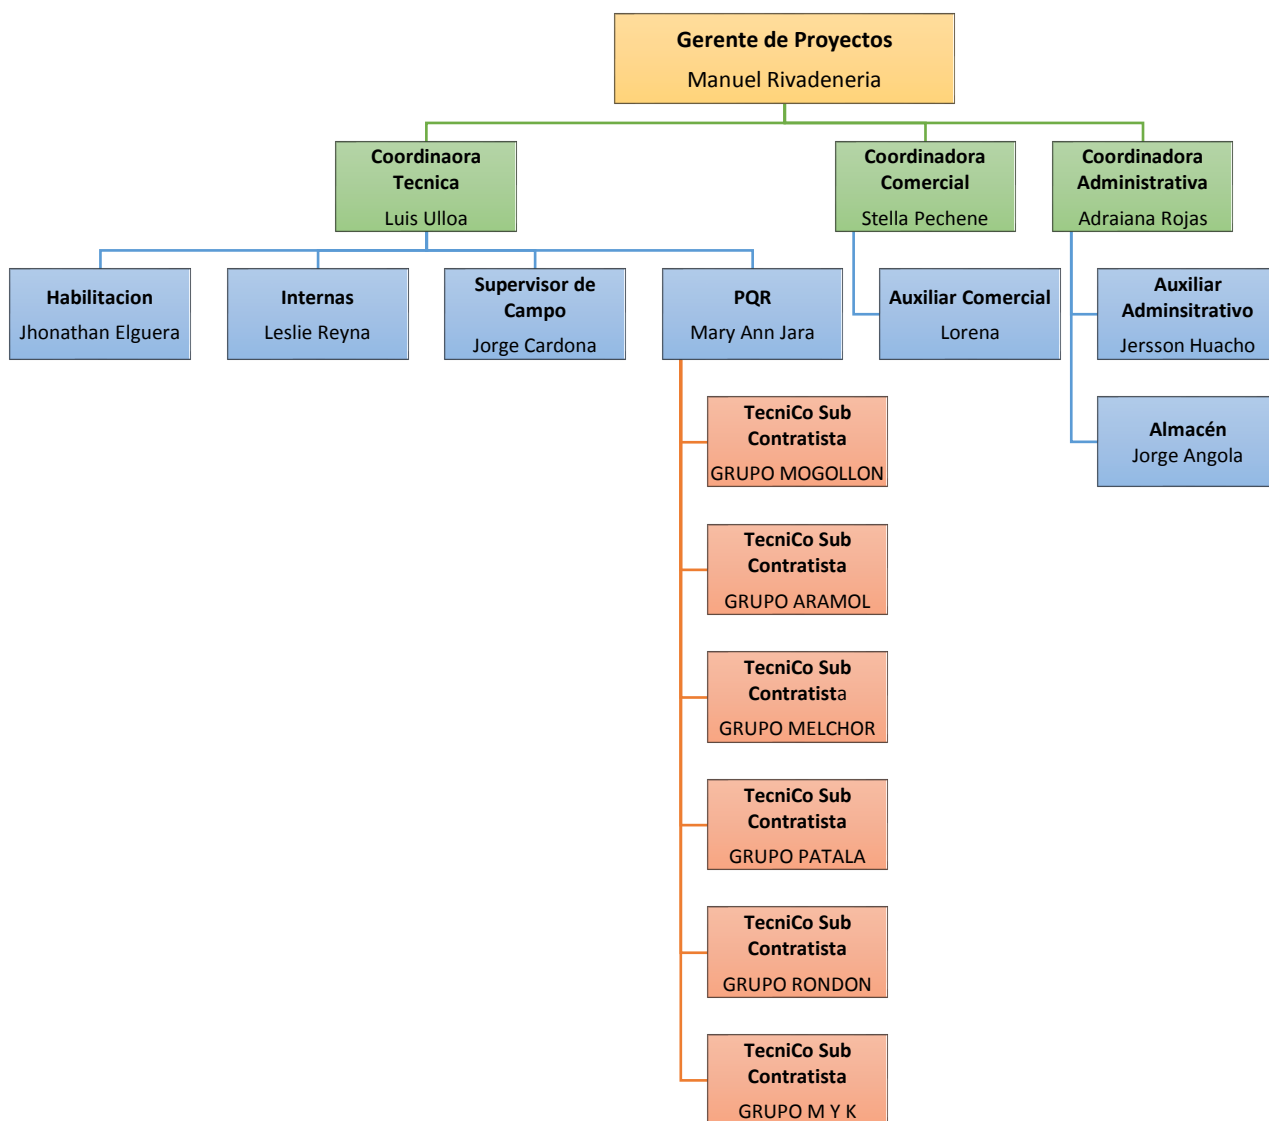 Gerente de Proyectos
Manuel Rivadeneria
Coordinaora
Tecnica
Luis Ulloa
Coordinadora
Comercial
Stella Pechene
Coordinadora
Administrativa
Adraiana Rojas
Habilitacion
Jhonathan Elguera
Internas
Leslie Reyna
Supervisor de
Campo
Jorge Cardona
PQR
Mary Ann Jara
Auxiliar Comercial
Lorena
Auxiliar
Adminsitrativo
Jersson Huacho
TecniCo Sub
Contratista
GRUPO MOGOLLON
Almacén
Jorge Angola
TecniCo Sub
Contratista
GRUPO ARAMOL
TecniCo Sub
Contratista
GRUPO MELCHOR
TecniCo Sub
Contratista
GRUPO PATALA
TecniCo Sub
Contratista
GRUPO RONDON
TecniCo Sub
Contratista
GRUPO M Y K